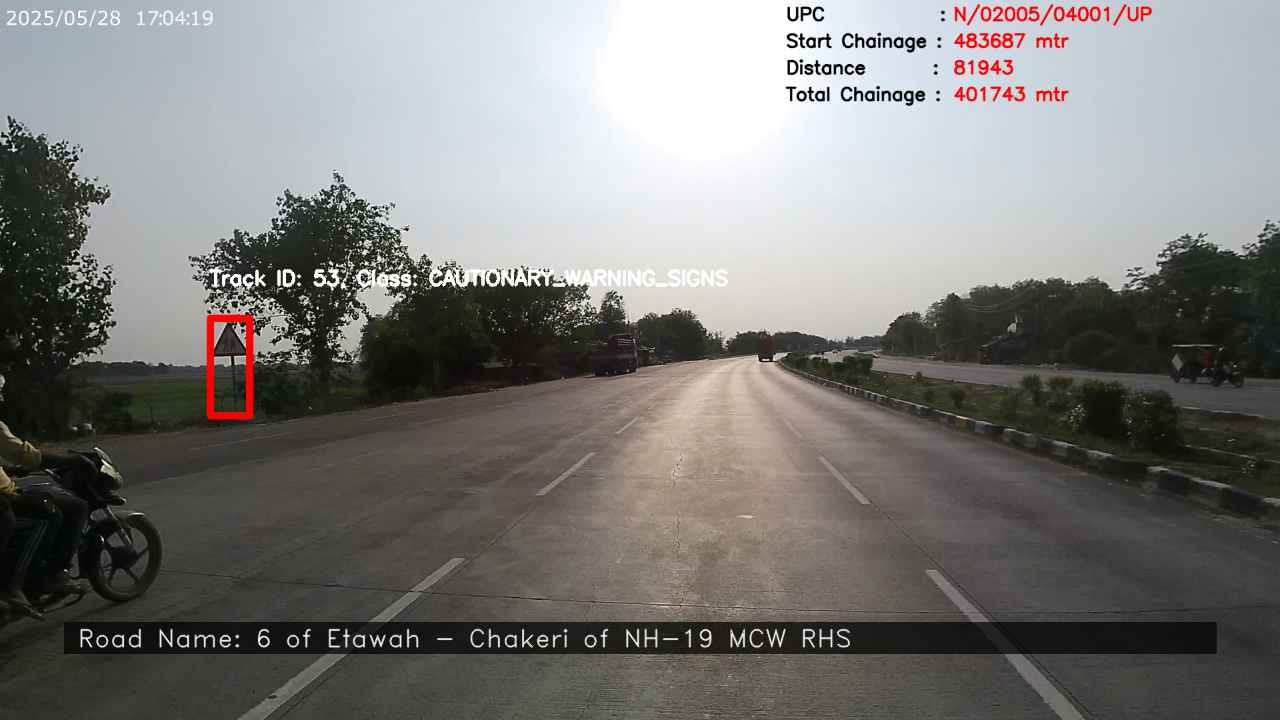 2025/05/28 17:04:19
UPC : N/02005/04001/UP
Start Chainage : 483687 mtr
Distance : 81943
Total Chainage : 401743 mtr
Track ID: 53, Class: CAUTIONARY_WARNING_SIGNS
Road Name: 6 of Etawah - Chakeri of NH-19 MCW RHS